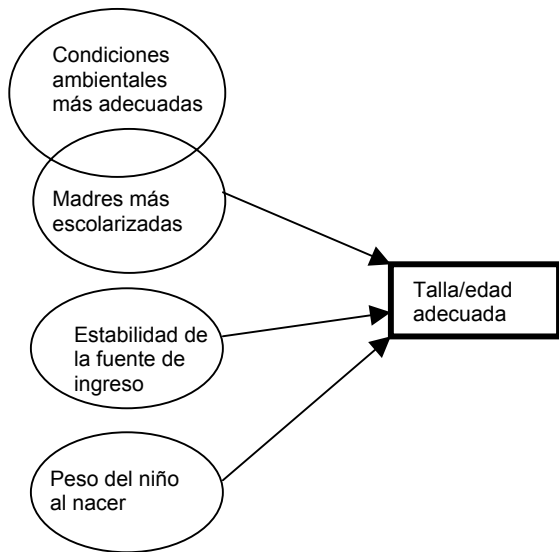 Condiciones
ambientales
más adecuadas
Madres más
escolarizadas
Estabilidad de
la fuente de
ingreso
Peso del niño
al nacer
Talla/edad
adecuada